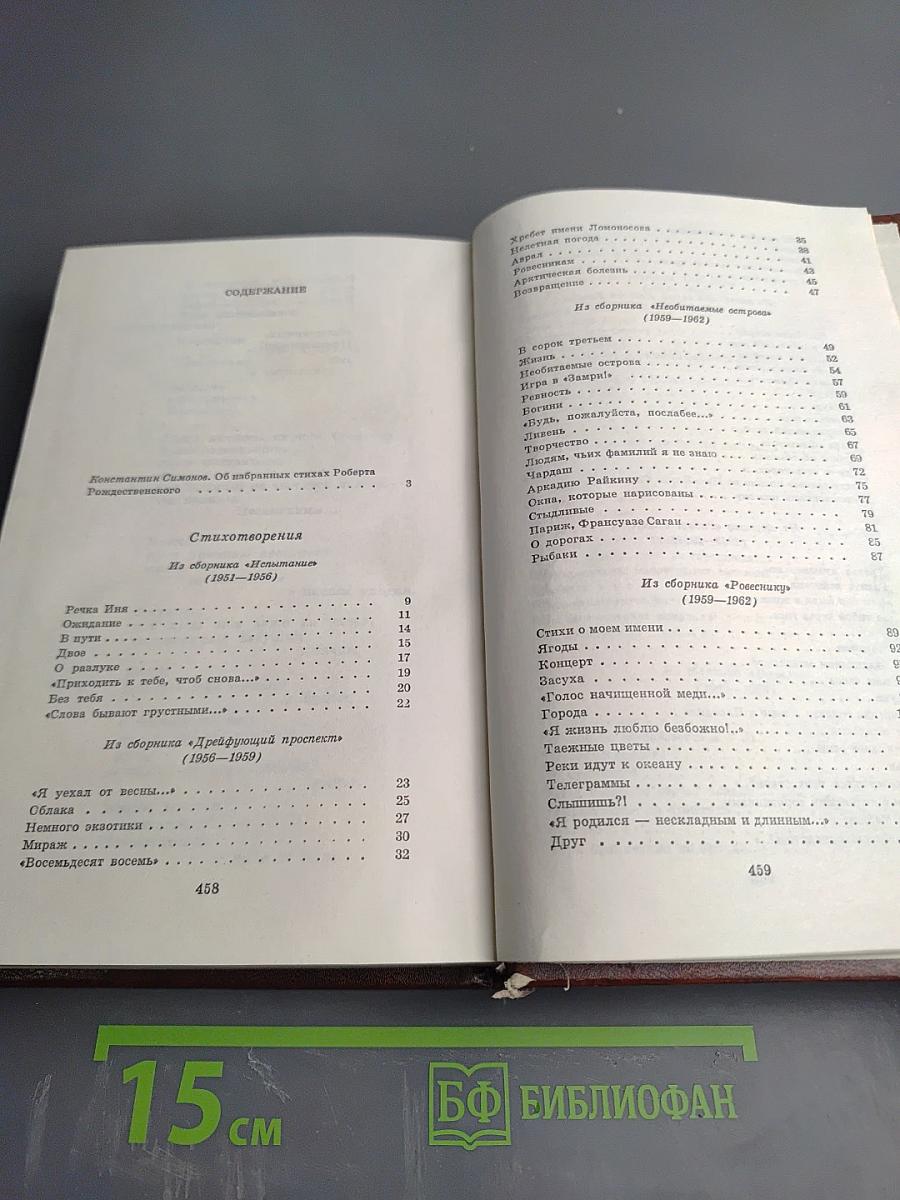 СОДЕРЖАНИЕ
Константин Симонов. Об избранных стихах Роберта
Рождественского . . . . . . . . . . . . . . . 3
Стихотворения
Из сборника «Испытание»
(1951—1956)
Речка Иня . . . . . . . . . . . . . . . 9
Ожидание . . . . . . . . . . . . . . . 11
В пути . . . . . . . . . . . . . . . 14
Двое . . . . . . . . . . . . . . . 15
О разлуке . . . . . . . . . . . . . . . 17
«Приходить к тебе, чтоб снова...» . . . . . . . . 19
Без тебя . . . . . . . . . . . . . . . 20
«Слова бывают грустными...» . . . . . . . . . . 22
Из сборника «Дрейфующий проспект»
(1956—1959)
«Я уехал от весны...» . . . . . . . . . . . . 23
Облака . . . . . . . . . . . . . . . 25
Немного экзотики . . . . . . . . . . . . . 27
Мираж . . . . . . . . . . . . . . . 30
«Восемьдесят восемь» . . . . . . . . . . . . 32
458
Хребет имени Ломоносова . . . . . . . . . . 35
Нелетная погода . . . . . . . . . . . . . 38
Аврал . . . . . . . . . . . . . . . 41
Ровесникам . . . . . . . . . . . . . . 43
Арктическая болезнь . . . . . . . . . . . . 45
Возвращение . . . . . . . . . . . . . . 47
Из сборника «Необитаемые острова»
(1959—1962)
В сорок третьем . . . . . . . . . . . . . 49
Жизнь . . . . . . . . . . . . . . . 52
Необитаемые острова . . . . . . . . . . . . 54
Игра в «Замри!» . . . . . . . . . . . . . 57
Ревность . . . . . . . . . . . . . . . 59
Богини . . . . . . . . . . . . . . . 61
«Будь, пожалуйста, послабее...» . . . . . . . . 63
Ливень . . . . . . . . . . . . . . . 65
Творчество . . . . . . . . . . . . . . 67
Людям, чьих фамилий я не знаю . . . . . . . . 69
Чардаш . . . . . . . . . . . . . . . 72
Аркадию Райкину . . . . . . . . . . . . . 75
Окна, которые нарисованы . . . . . . . . . . 77
Стыдливые . . . . . . . . . . . . . . 79
Париж, Франсуазе Саган . . . . . . . . . . . 81
О дорогах . . . . . . . . . . . . . . . 85
Рыбаки . . . . . . . . . . . . . . . 87
Из сборника «Ровеснику»
(1959—1962)
Стихи о моем имени . . . . . . . . . . . . 89
Ягоды . . . . . . . . . . . . . . .
Концерт . . . . . . . . . . . . . . .
Засуха . . . . . . . . . . . . . . .
«Голос начищенной меди...» . . . . . . . . . .
Города . . . . . . . . . . . . . . .
«Я жизнь люблю безбожно!..» . . . . . . . . . .
Таежные цветы . . . . . . . . . . . . . .
Реки идут к океану . . . . . . . . . . . . .
Телеграммы . . . . . . . . . . . . . . .
Слышишь?! . . . . . . . . . . . . . . .
«Я родился — нескладным и длинным...» . . . . . .
Друг . . . . . . . . . . . . . . .
459
15 см
БФ БИБЛИОФАН